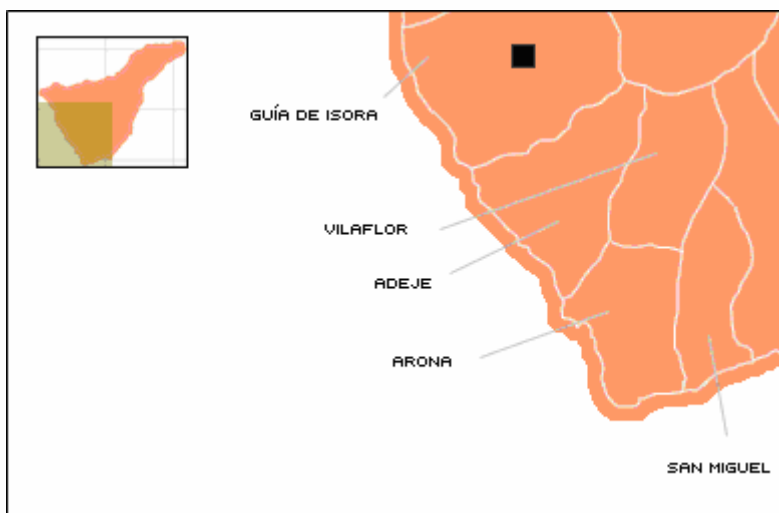 GUÍA DE ISORA
VILAFLOR
ADEJE
ARONA
SAN MIGUEL